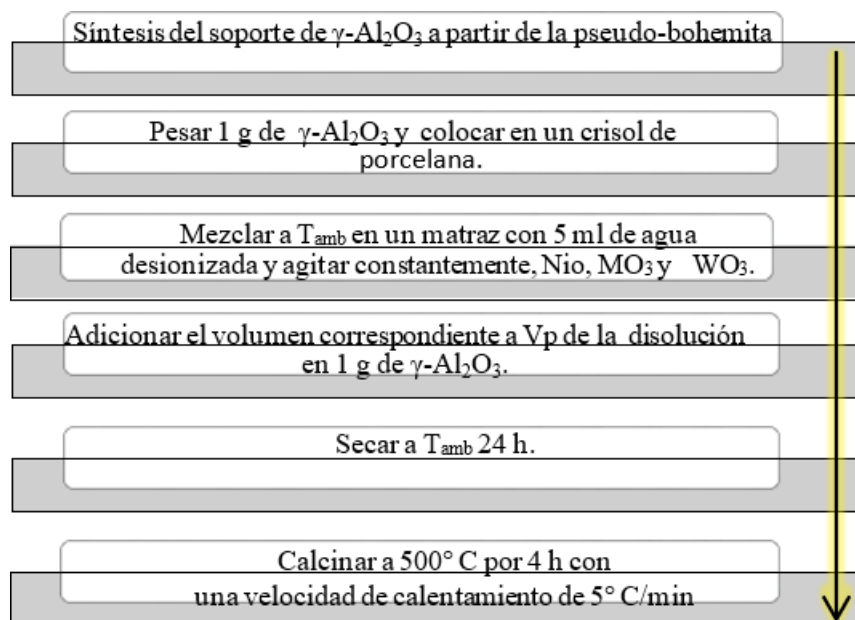 Síntesis del soporte de γ-Al₂O₃ a partir de la pseudo-bohemita
Pesar 1 g de γ-Al₂O₃ y colocar en un crisol de
porcelana.
Mezclar a Tₐₘᵦ en un matraz con 5 ml de agua
desionizada y agitar constantemente, Nio, MO₃ y WO₃.
Adicionar el volumen correspondiente a Vp de la disolución
en 1 g de γ-Al₂O₃.
Secar a Tₐₘᵦ 24 h.
Calcinar a 500° C por 4 h con
una velocidad de calentamiento de 5° C/min